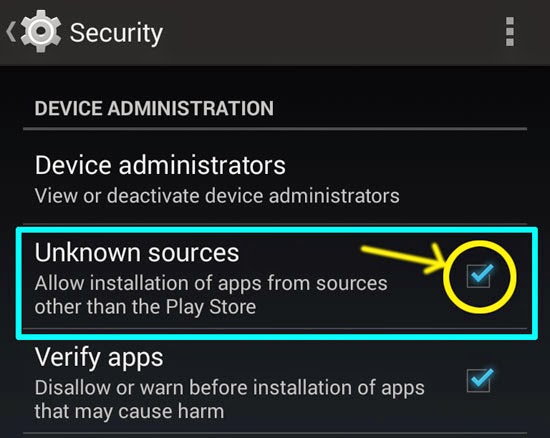 Security
DEVICE ADMINISTRATION
Device administrators
View or deactivate device administrators
Unknown sources
Allow installation of apps from sources
other than the Play Store
Verify apps
Disallow or warn before installation of apps
that may cause harm